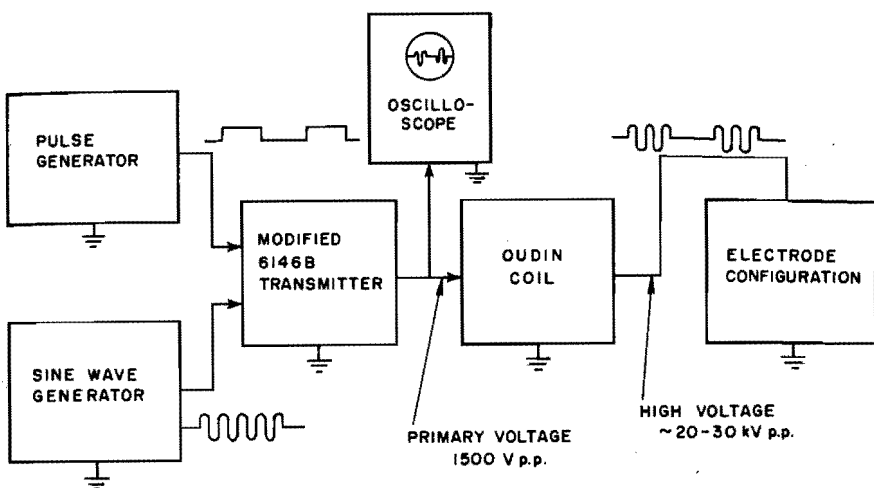 PULSE
GENERATOR
OSCILLO-
SCOPE
MODIFIED
6146B
TRANSMITTER
OUDIN
COIL
ELECTRODE
CONFIGURATION
SINE WAVE
GENERATOR
PRIMARY VOLTAGE
1500 V p.p.
HIGH VOLTAGE
~20-30 kV p.p.